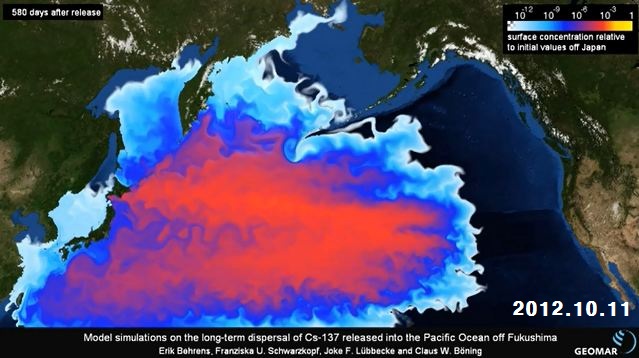 580 days after release
10-12 10-9 10-6 10-3 1
surface concentration relative
to initial values off Japan
2012.10.11
Model simulations on the long-term dispersal of Cs-137 released into the Pacific Ocean off Fukushima
Erik Behrens, Franziska U. Schwarzkopf, Joke F. Lübbecke and Claus W. Böning
GEOMAR